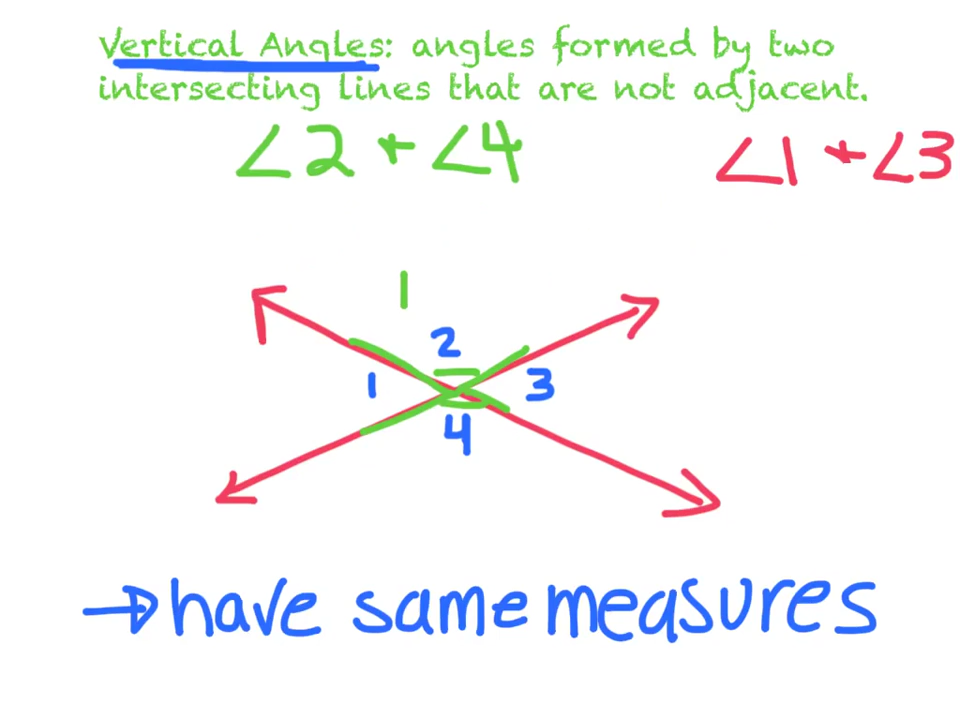 Vertical Angles: angles formed by two
intersecting lines that are not adjacent.
∠2 + ∠4
∠1 + ∠3
2
1
3
4
→ have same measures